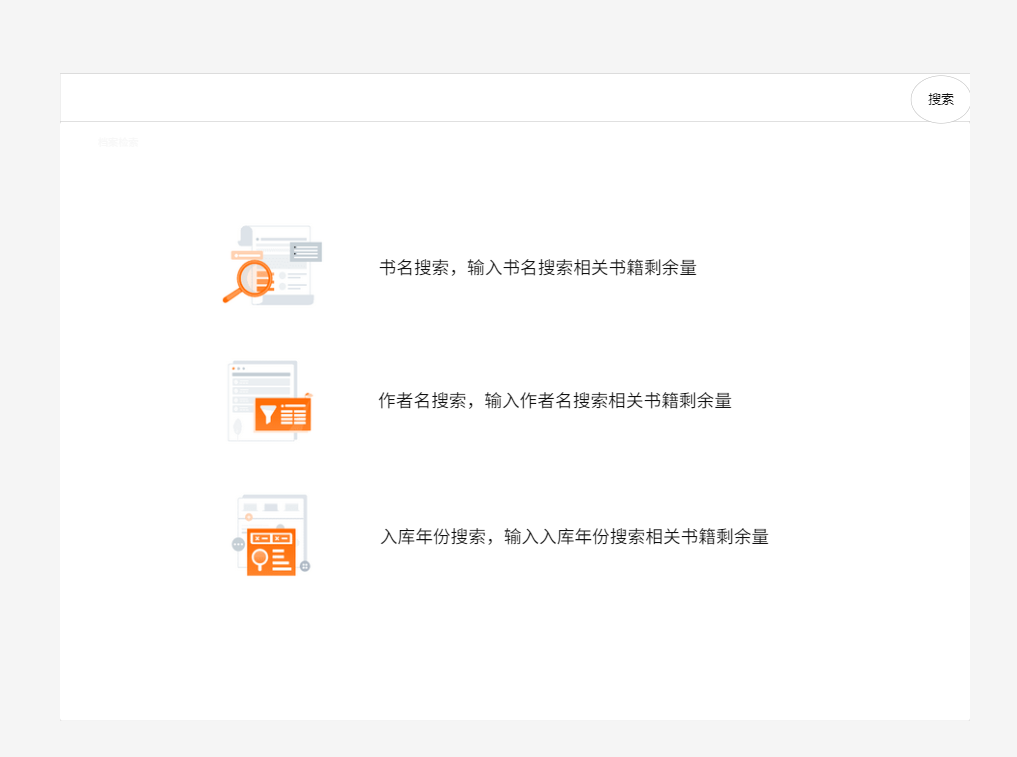 搜索
书名搜索，输入书名搜索相关书籍剩余量
作者名搜索，输入作者名搜索相关书籍剩余量
入库年份搜索，输入入库年份搜索相关书籍剩余量